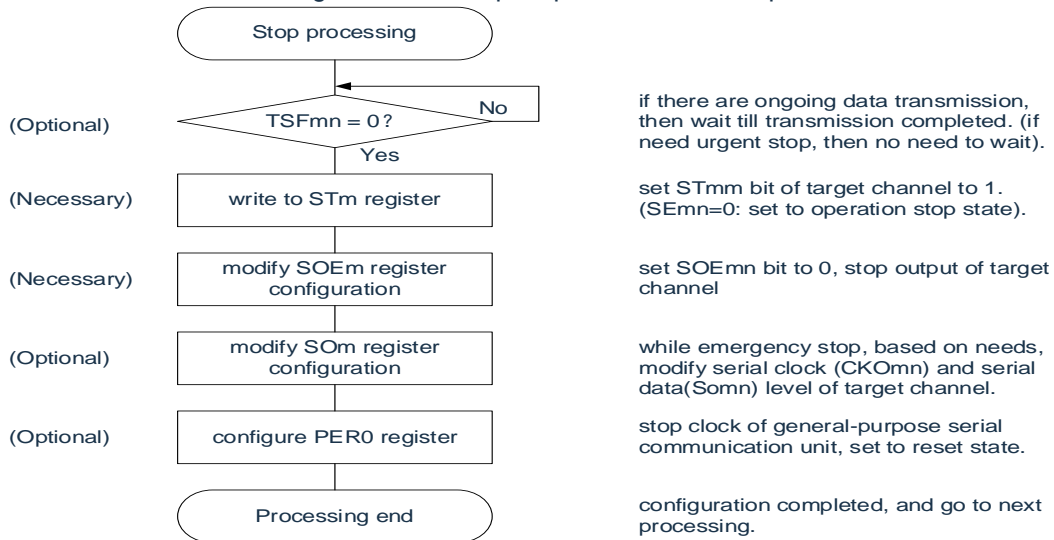 Stop processing
(Optional)
TSFmn = 0?
No
Yes
if there are ongoing data transmission,
then wait till transmission completed. (if
need urgent stop, then no need to wait).
(Necessary)
write to STm register
set STmm bit of target channel to 1.
(SEmn=0: set to operation stop state).
(Necessary)
modify SOEm register
configuration
set SOEmn bit to 0, stop output of target
channel
(Optional)
modify SOm register
configuration
while emergency stop, based on needs,
modify serial clock (CKOmn) and serial
data(Somn) level of target channel.
(Optional)
configure PER0 register
stop clock of general-purpose serial
communication unit, set to reset state.
Processing end
configuration completed, and go to next
processing.